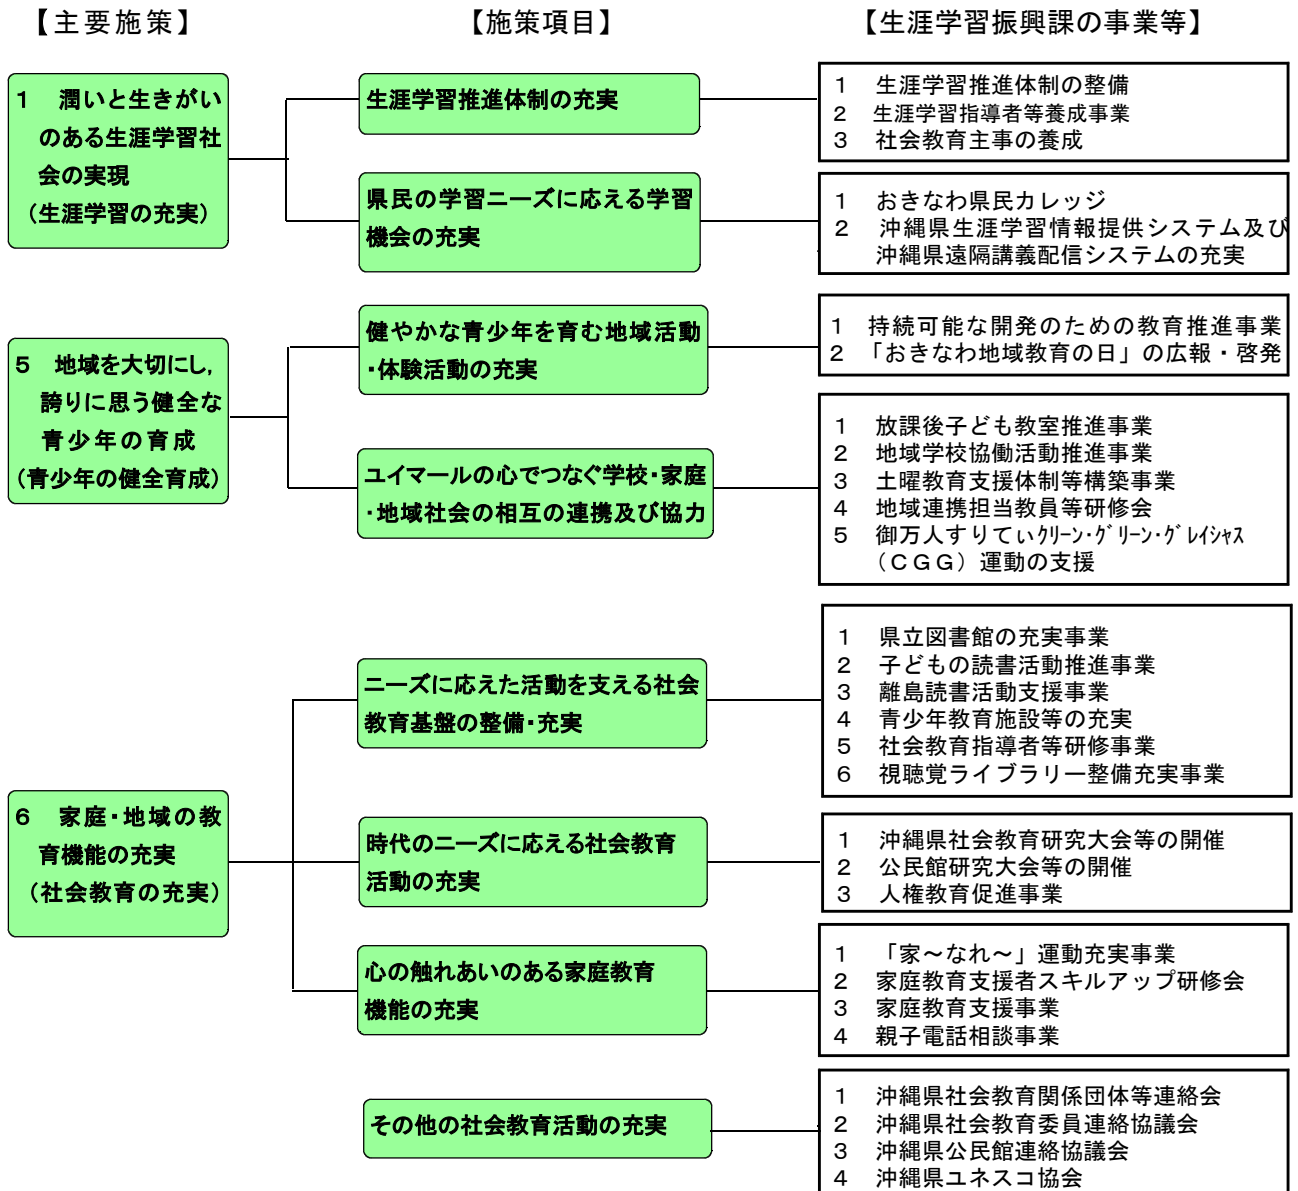 【主要施策】
【施策項目】
【生涯学習振興課の事業等】
1 潤いと生きがい
のある生涯学習社
会の実現
（生涯学習の充実）
生涯学習推進体制の充実
1 生涯学習推進体制の整備
2 生涯学習指導者等養成事業
3 社会教育主事の養成
県民の学習ニーズに応える学習
機会の充実
1 おきなわ県民カレッジ
2 沖縄県生涯学習情報提供システム及び
沖縄県遠隔講義配信システムの充実
5 地域を大切にし，
誇りに思う健全な
青少年の育成
（青少年の健全育成）
健やかな青少年を育む地域活動
・体験活動の充実
1 持続可能な開発のための教育推進事業
2 「おきなわ地域教育の日」の広報・啓発
ユイマールの心でつなぐ学校・家庭
・地域社会の相互の連携及び協力
1 放課後子ども教室推進事業
2 地域学校協働活動推進事業
3 土曜教育支援体制等構築事業
4 地域連携担当教員等研修会
5 御万人すりてぃｸﾘｰﾝ･ｸﾞﾘｰﾝ･ｸﾞﾚｲｼｬｽ
（ＣＧＧ）運動の支援
6 家庭・地域の教
育機能の充実
（社会教育の充実）
ニーズに応えた活動を支える社会
教育基盤の整備・充実
1 県立図書館の充実事業
2 子どもの読書活動推進事業
3 離島読書活動支援事業
4 青少年教育施設等の充実
5 社会教育指導者等研修事業
6 視聴覚ライブラリー整備充実事業
時代のニーズに応える社会教育
活動の充実
1 沖縄県社会教育研究大会等の開催
2 公民館研究大会等の開催
3 人権教育促進事業
心の触れあいのある家庭教育
機能の充実
1 「家～なれ～」運動充実事業
2 家庭教育支援者スキルアップ研修会
3 家庭教育支援事業
4 親子電話相談事業
その他の社会教育活動の充実
1 沖縄県社会教育関係団体等連絡会
2 沖縄県社会教育委員連絡協議会
3 沖縄県公民館連絡協議会
4 沖縄県ユネスコ協会